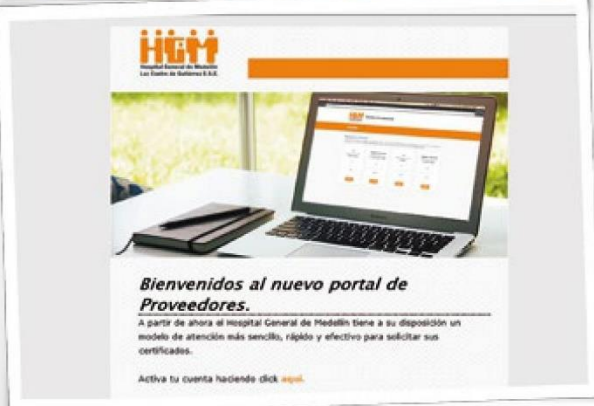 HGM
Hospital General de Medellín
Luz Castro de Gutiérrez E.S.E.
Bienvenidos al nuevo portal de
Proveedores.
A partir de ahora el Hospital General de Medellín tiene a su disposición un
modelo de atención más sencillo, rápido y efectivo para solicitar sus
certificados.
Activa tu cuenta haciendo click aquí.